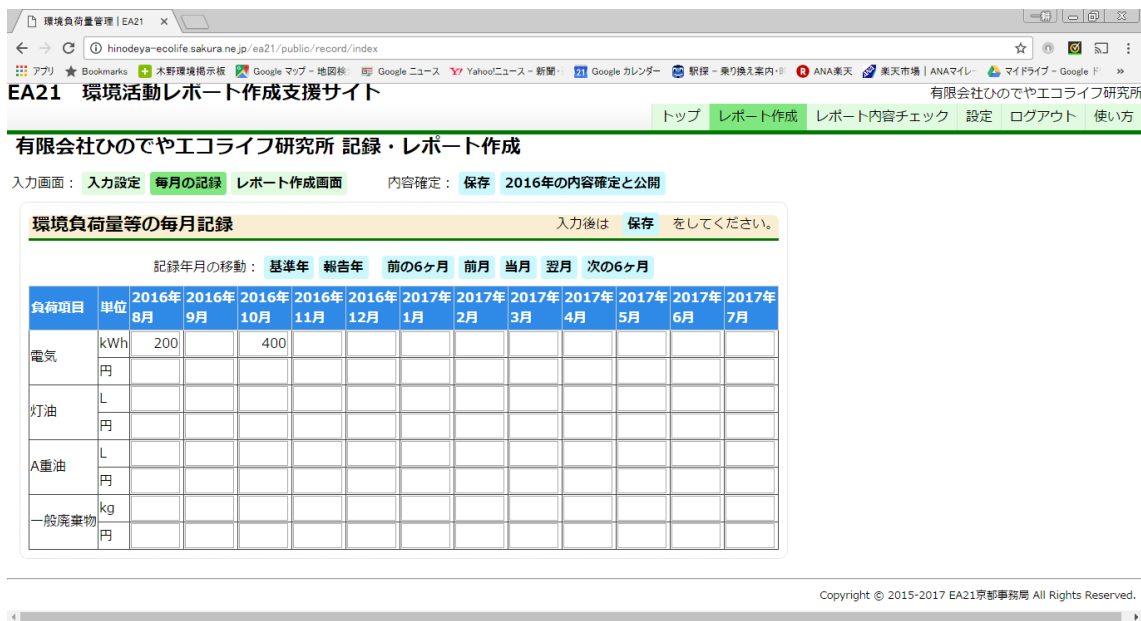 環境負荷量管理 | EA21
hinodeya-ecolife.sakura.ne.jp/ea21/public/record/index
アプリ Bookmarks 木野環境掲示板 Google マップ - 地図検 Google ニュース Yahoo!ニュース - 新聞・ Google カレンダー 駅探 - 乗り換え案内・ ANA楽天 楽天市場 | ANAマイレ マイドライブ - Google ド »
EA21 環境活動レポート作成支援サイト
有限会社ひのでやエコライフ研究所
トップ レポート作成 レポート内容チェック 設定 ログアウト 使い方
有限会社ひのでやエコライフ研究所 記録・レポート作成
入力画面： 入力設定 毎月の記録 レポート作成画面 内容確定： 保存 2016年の内容確定と公開
環境負荷量等の毎月記録 入力後は 保存 をしてください。
記録年月の移動： 基準年 報告年 前の6ヶ月 前月 当月 翌月 次の6ヶ月
負荷項目 単位 2016年8月 2016年9月 2016年10月 2016年11月 2016年12月 2017年1月 2017年2月 2017年3月 2017年4月 2017年5月 2017年6月 2017年7月
電気 kWh 200 400
円
灯油 L
円
A重油 L
円
一般廃棄物 kg
円
Copyright © 2015-2017 EA21京都事務局 All Rights Reserved.